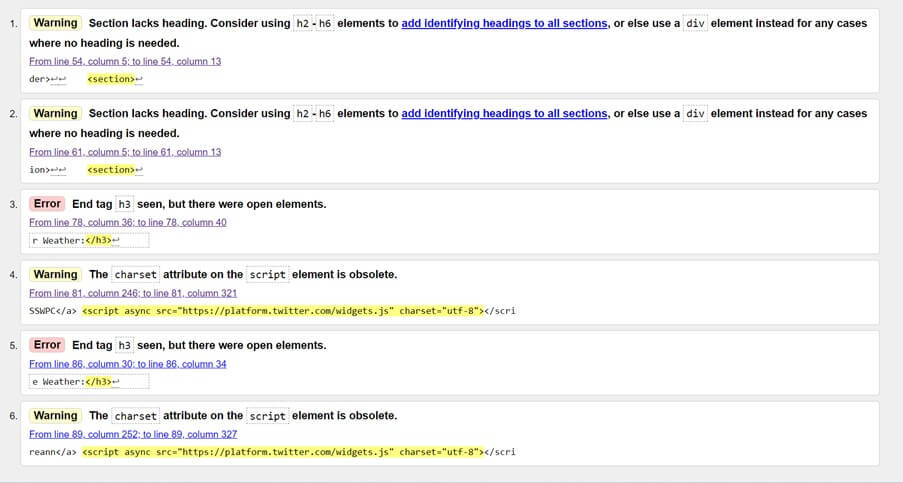 1. Warning Section lacks heading. Consider using h2-h6 elements to add identifying headings to all sections, or else use a div element instead for any cases
where no heading is needed.
From line 54, column 5; to line 54, column 13
der>↩↩    <section>↩
2. Warning Section lacks heading. Consider using h2-h6 elements to add identifying headings to all sections, or else use a div element instead for any cases
where no heading is needed.
From line 61, column 5; to line 61, column 13
ion>↩↩    <section>↩
3. Error End tag h3 seen, but there were open elements.
From line 78, column 36; to line 78, column 40
r Weather:</h3>↩
4. Warning The charset attribute on the script element is obsolete.
From line 81, column 246; to line 81, column 321
SSWPC</a> <script async src="https://platform.twitter.com/widgets.js" charset="utf-8"></scri
5. Error End tag h3 seen, but there were open elements.
From line 86, column 30; to line 86, column 34
e Weather:</h3>↩
6. Warning The charset attribute on the script element is obsolete.
From line 89, column 252; to line 89, column 327
reann</a> <script async src="https://platform.twitter.com/widgets.js" charset="utf-8"></scri